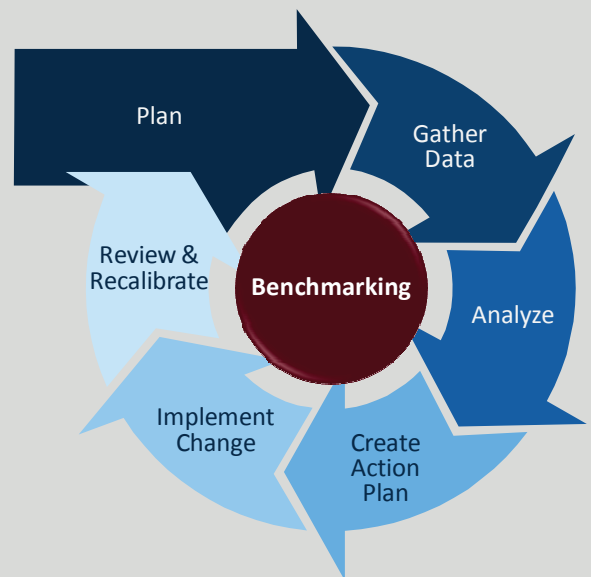 Plan
Gather
Data
Analyze
Create
Action
Plan
Implement
Change
Review &
Recalibrate
Benchmarking